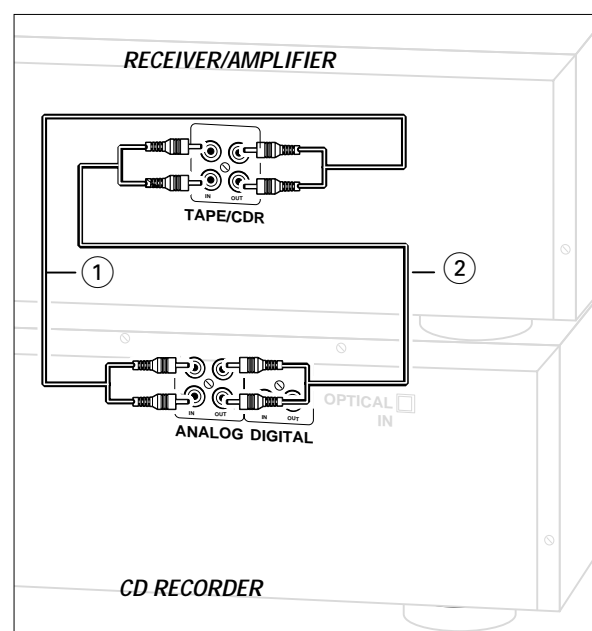 RECEIVER/AMPLIFIER
IN OUT
TAPE/CDR
1
2
OPTICAL
IN
IN OUT IN OUT
ANALOG DIGITAL
CD RECORDER